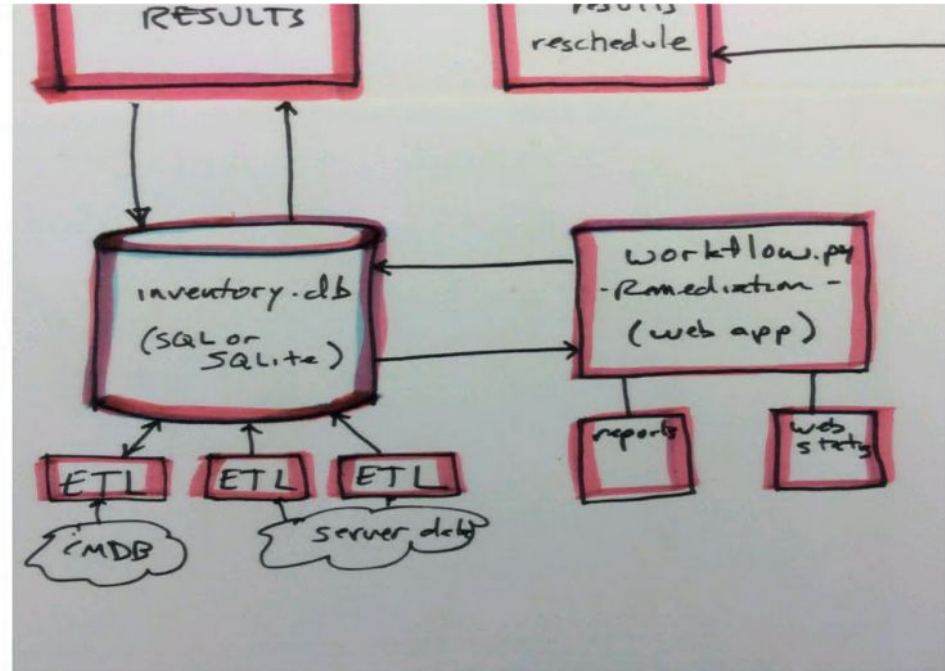 RESULTS
results
reschedule
inventory.db
(SQL or
SQLite)
workflow.py
- Remediation -
(web app)
reports
web
ETL
ETL
ETL
CMDB
server data